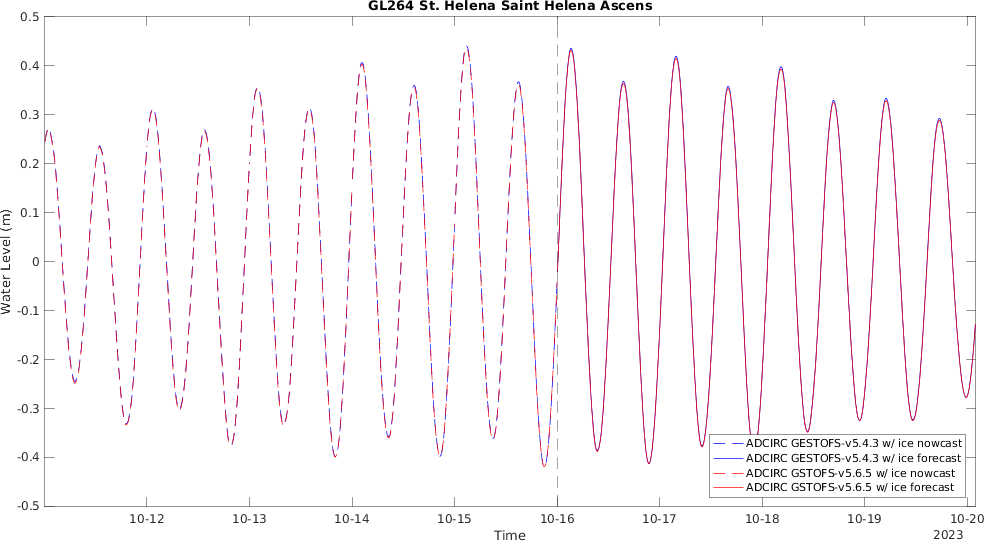 GL264 St. Helena Saint Helena Ascens
0.5
0.4
0.3
0.2
0.1
0
-0.1
-0.2
-0.3
-0.4
-0.5
Water Level (m)
ADCIRC GESTOFS-v5.4.3 w/ ice nowcast
ADCIRC GESTOFS-v5.4.3 w/ ice forecast
ADCIRC GSTOFS-v5.6.5 w/ ice nowcast
ADCIRC GSTOFS-v5.6.5 w/ ice forecast
10-12 10-13 10-14 10-15 10-16 10-17 10-18 10-19 10-20
Time
2023